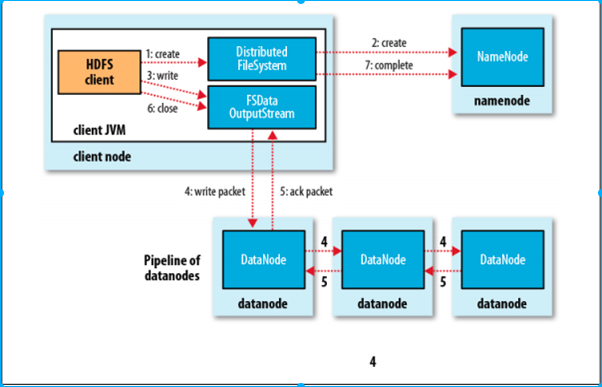 1: create
HDFS
client
3: write
6: close
Distributed
FileSystem
FSData
OutputStream
client JVM
client node
2: create
7: complete
NameNode
namenode
4: write packet
5: ack packet
Pipeline of
datanodes
DataNode
datanode
4
5
DataNode
datanode
4
5
DataNode
datanode
4